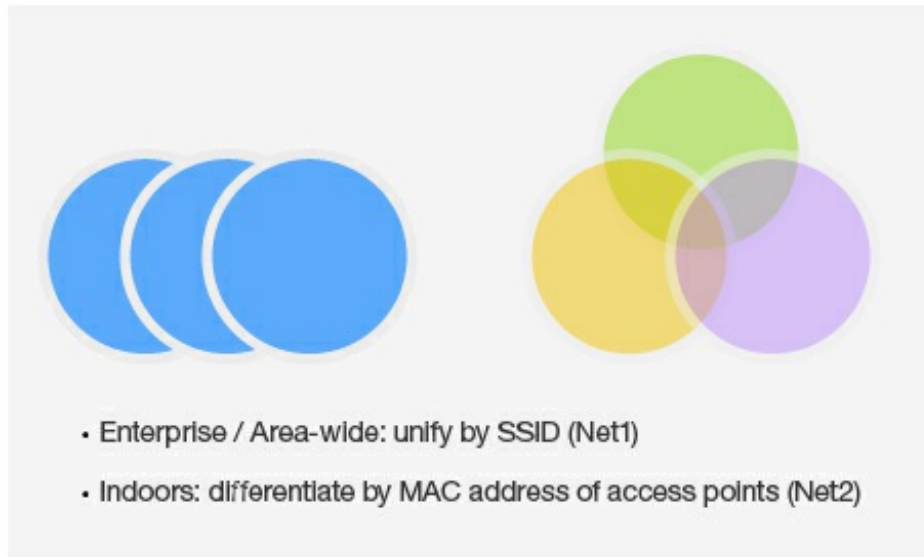 • Enterprise / Area-wide: unify by SSID (Net1)
• Indoors: differentiate by MAC address of access points (Net2)